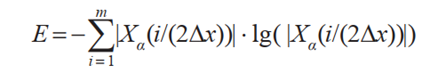 E = −∑_{i=1}^{m} |X_α(i/(2Δx))| · lg( |X_α(i/(2Δx))|)